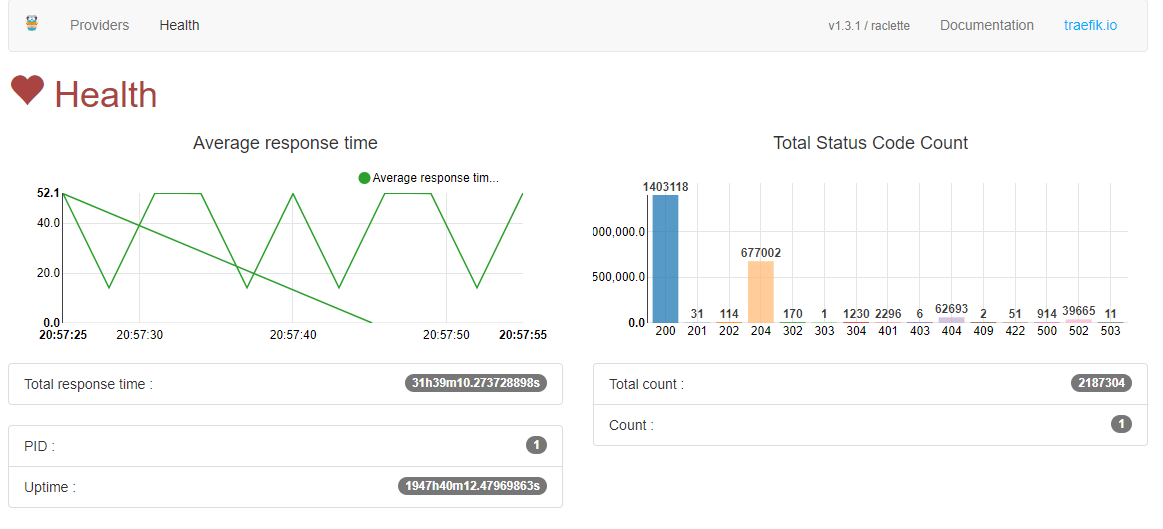 Providers Health v1.3.1 / raclette Documentation traefik.io
Health
Average response time
Average response tim...
52.1
40.0
20.0
0.0
20:57:25 20:57:30 20:57:40 20:57:50 20:57:55
Total response time : 31h39m10.273728898s
PID : 1
Uptime : 1947h40m12.47969863s
Total Status Code Count
1403118
000,000.0
677002
500,000.0
31 114 170 1 1230 2296 6 62693 2 51 914 39665 11
0.0
200 201 202 204 302 303 304 401 403 404 409 422 500 502 503
Total count : 2187304
Count : 1